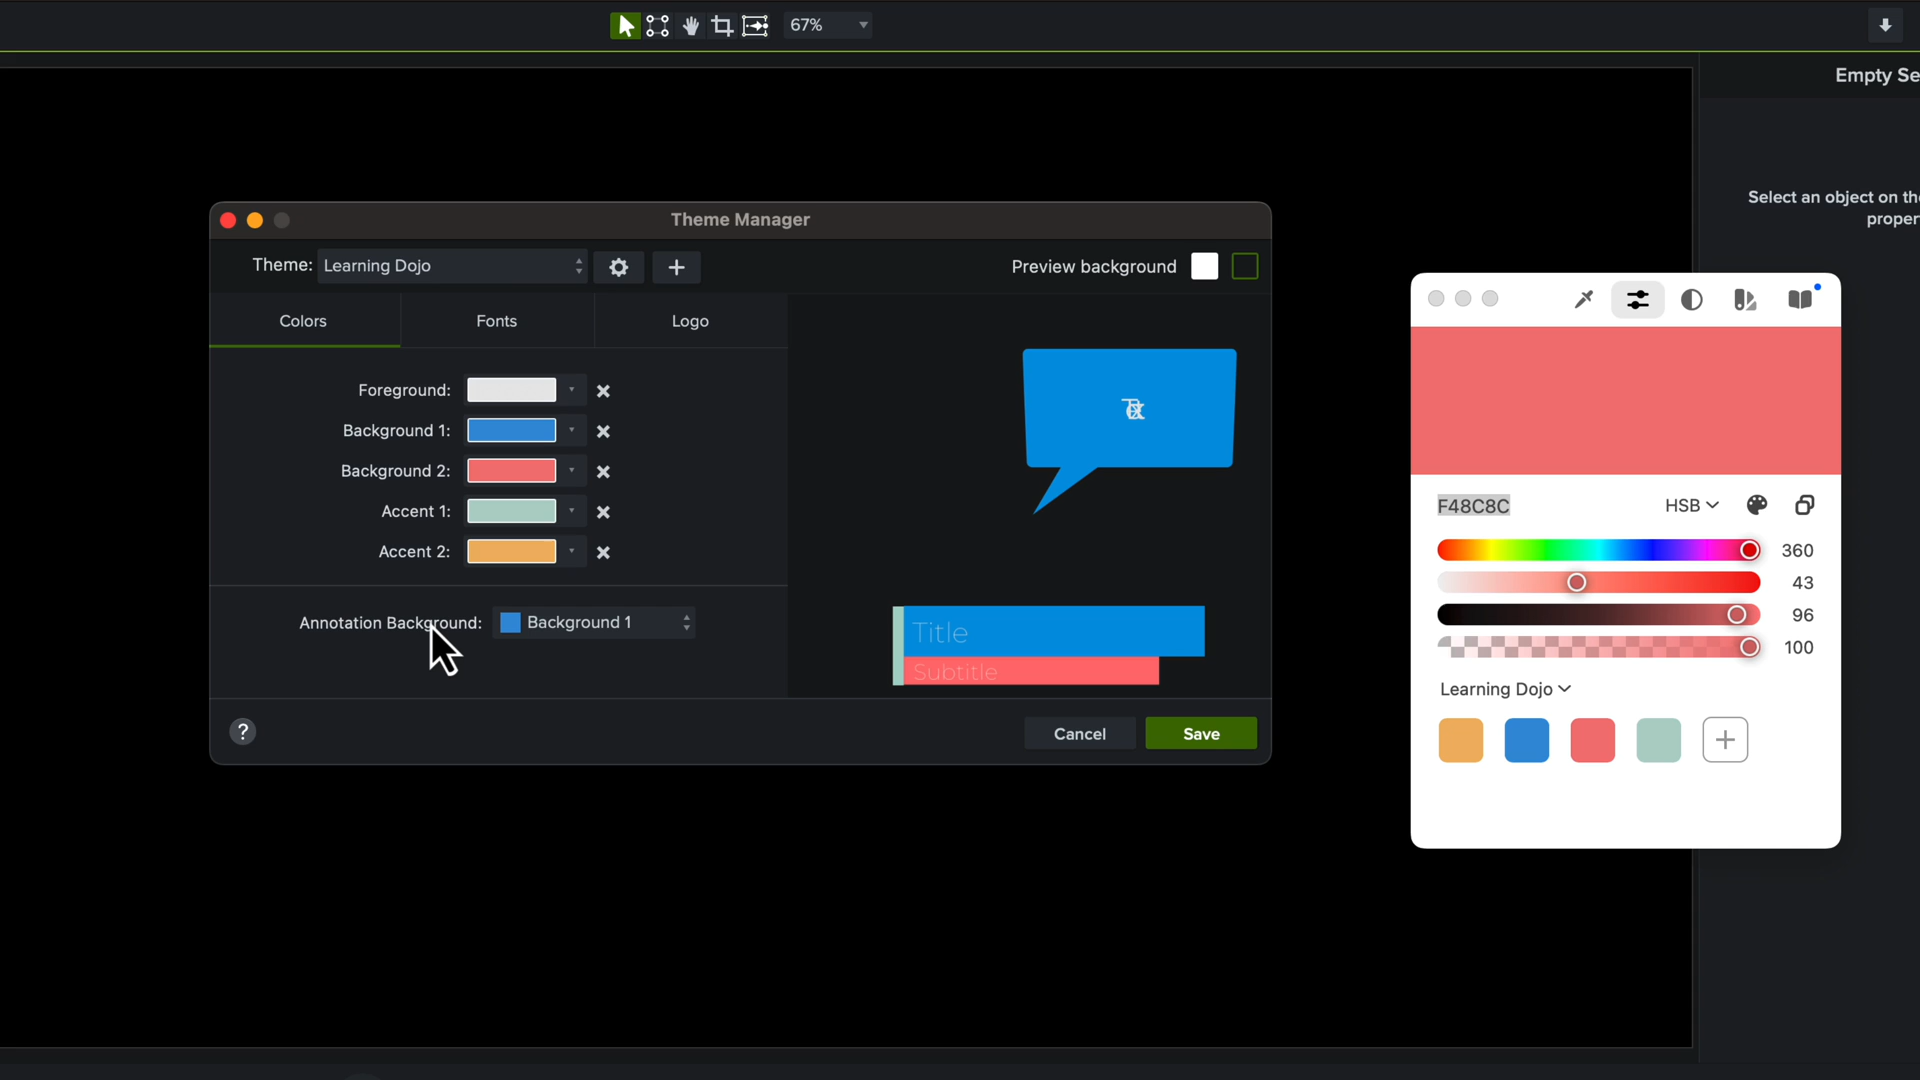 67%
Empty Se
Select an object on the
proper
Theme Manager
Theme: Learning Dojo
Preview background
Colors
Fonts
Logo
Foreground:
Background 1:
Background 2:
Accent 1:
Accent 2:
Annotation Background: Background 1
Title
Subtitle
?
Cancel
Save
F48C8C
HSB
360
43
96
100
Learning Dojo